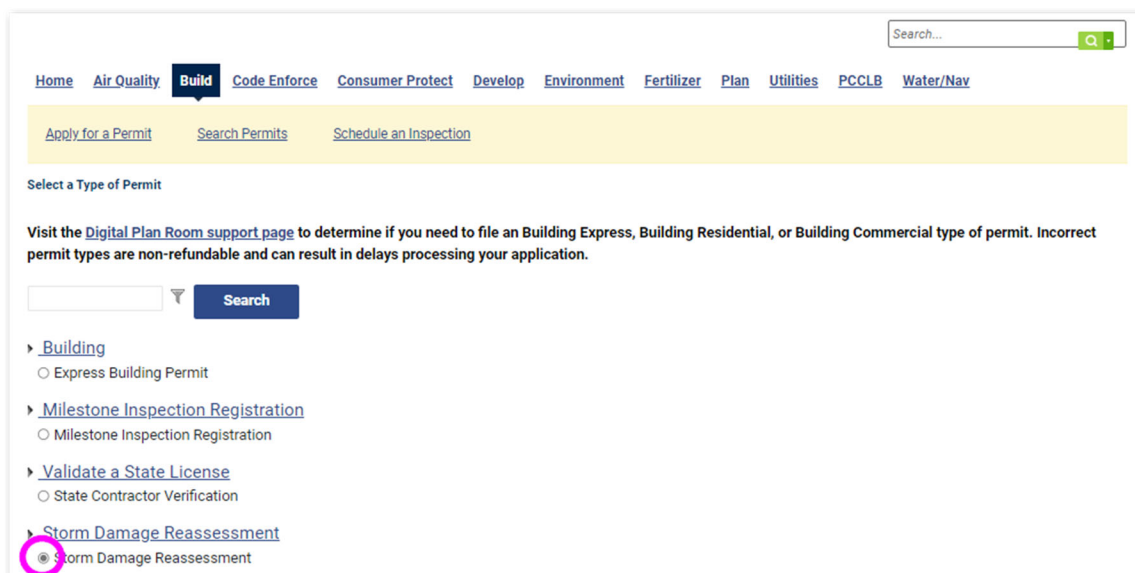 Search...
Home Air Quality Build Code Enforce Consumer Protect Develop Environment Fertilizer Plan Utilities PCCLB Water/Nav
Apply for a Permit Search Permits Schedule an Inspection
Select a Type of Permit
Visit the Digital Plan Room support page to determine if you need to file an Building Express, Building Residential, or Building Commercial type of permit. Incorrect
permit types are non-refundable and can result in delays processing your application.
Search
Building
Express Building Permit
Milestone Inspection Registration
Milestone Inspection Registration
Validate a State License
State Contractor Verification
Storm Damage Reassessment
Storm Damage Reassessment